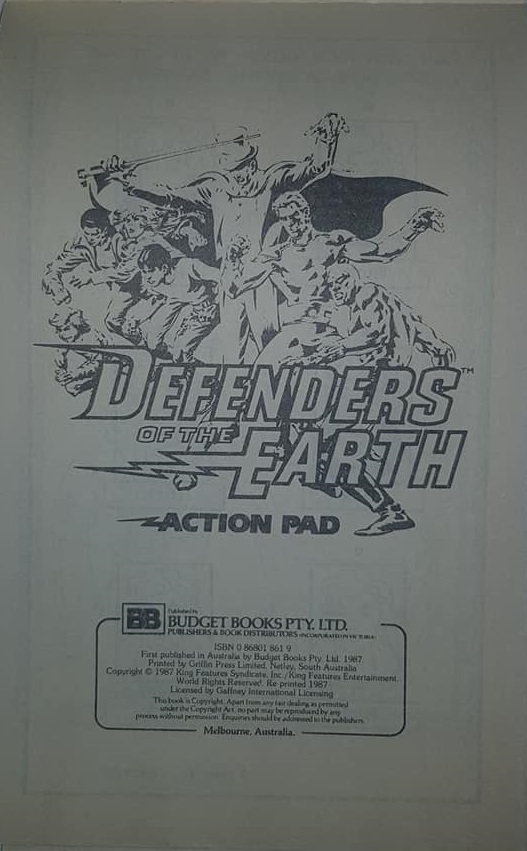 DEFENDERS™
OF THE
EARTH
ACTION PAD
BB
Published by
BUDGET BOOKS PTY. LTD.
PUBLISHERS & BOOK DISTRIBUTORS (INCORPORATED IN VICTORIA)
ISBN 0 86801 861 9
First published in Australia by Budget Books Pty. Ltd. 1987
Printed by Griffin Press Limited, Netley, South Australia
Copyright © 1987 King Features Syndicate, Inc./King Features Entertainment.
World Rights Reserved. Re-printed 1987
Licensed by Gaffney International Licensing
This book is Copyright. Apart from any fair dealing as permitted
under the Copyright Act, no part may be reproduced by any
process without permission. Enquiries should be addressed to the publishers.
Melbourne, Australia.